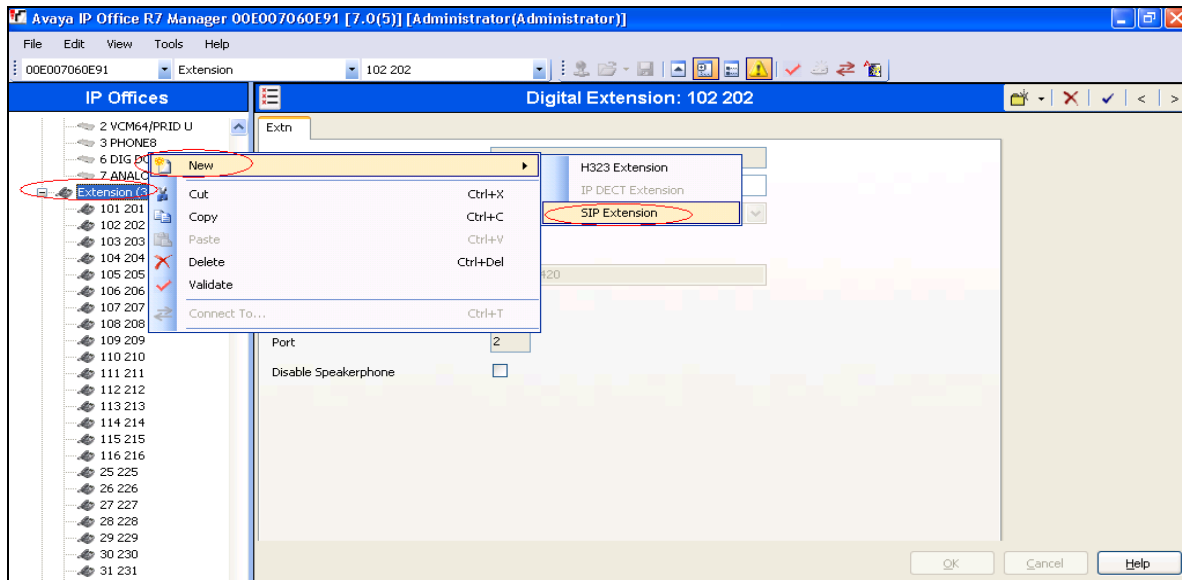 Avaya IP Office R7 Manager 00E007060E91 [7.0(5)] [Administrator(Administrator)]
File Edit View Tools Help
00E007060E91 Extension 102 202
IP Offices
Digital Extension: 102 202
2 VCM64/PRID U
3 PHONE8
6 DIG
7 ANALO
Extension (3
101 201
102 202
103 203
104 204
105 205
106 206
107 207
108 208
109 209
110 210
111 211
112 212
113 213
114 214
115 215
116 216
25 225
26 226
27 227
28 228
29 229
30 230
31 231
Extn
New
Cut Ctrl+X
Copy Ctrl+C
Paste Ctrl+V
Delete Ctrl+Del
Validate
Connect To... Ctrl+T
H323 Extension
IP DECT Extension
SIP Extension
420
Port 2
Disable Speakerphone
OK Cancel Help